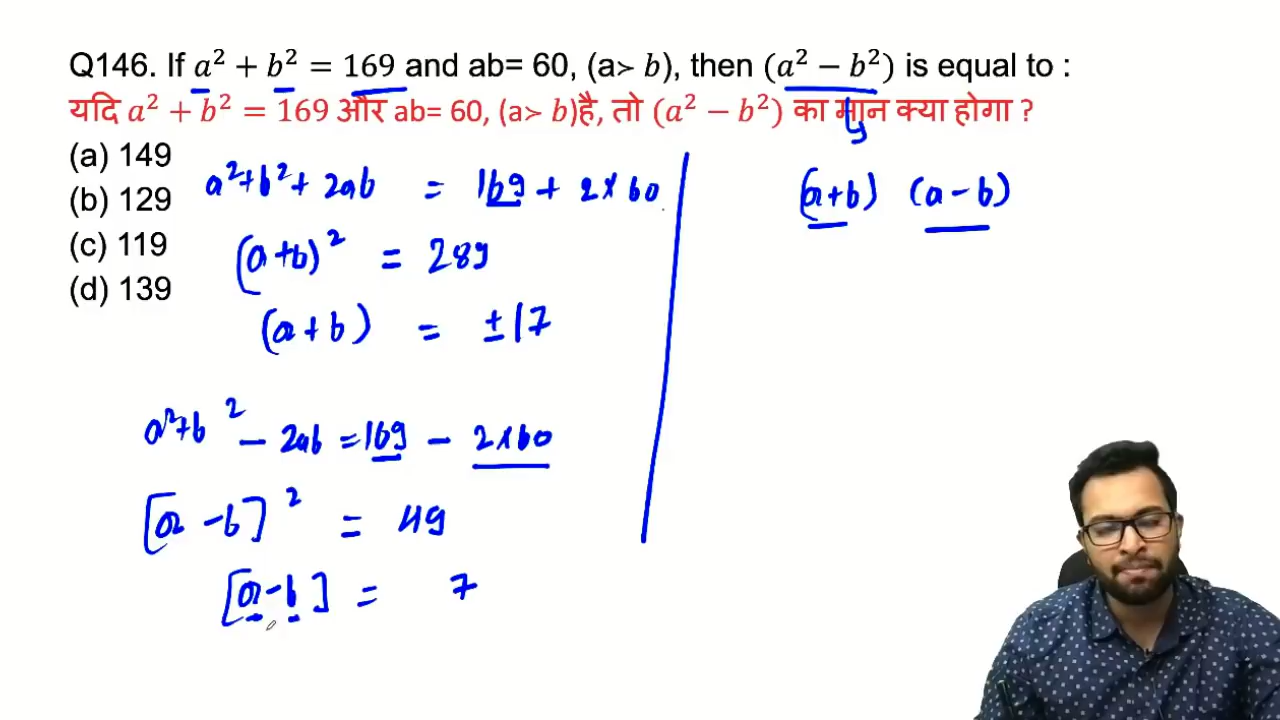 Q146. If a² + b² = 169 and ab= 60, (a> b), then (a² − b²) is equal to :
यदि a² + b² = 169 और ab= 60, (a> b)है, तो (a² − b²) का मान क्या होगा ?
(a) 149
(b) 129
(c) 119
(d) 139
a²+b²+ 2ab = 169 + 2×60
(a+b)² = 289
(a+b) = ±17
a²+b² − 2ab = 169 − 2×60
[a −b]² = 49
[a−b] = 7
(a+b) (a−b)